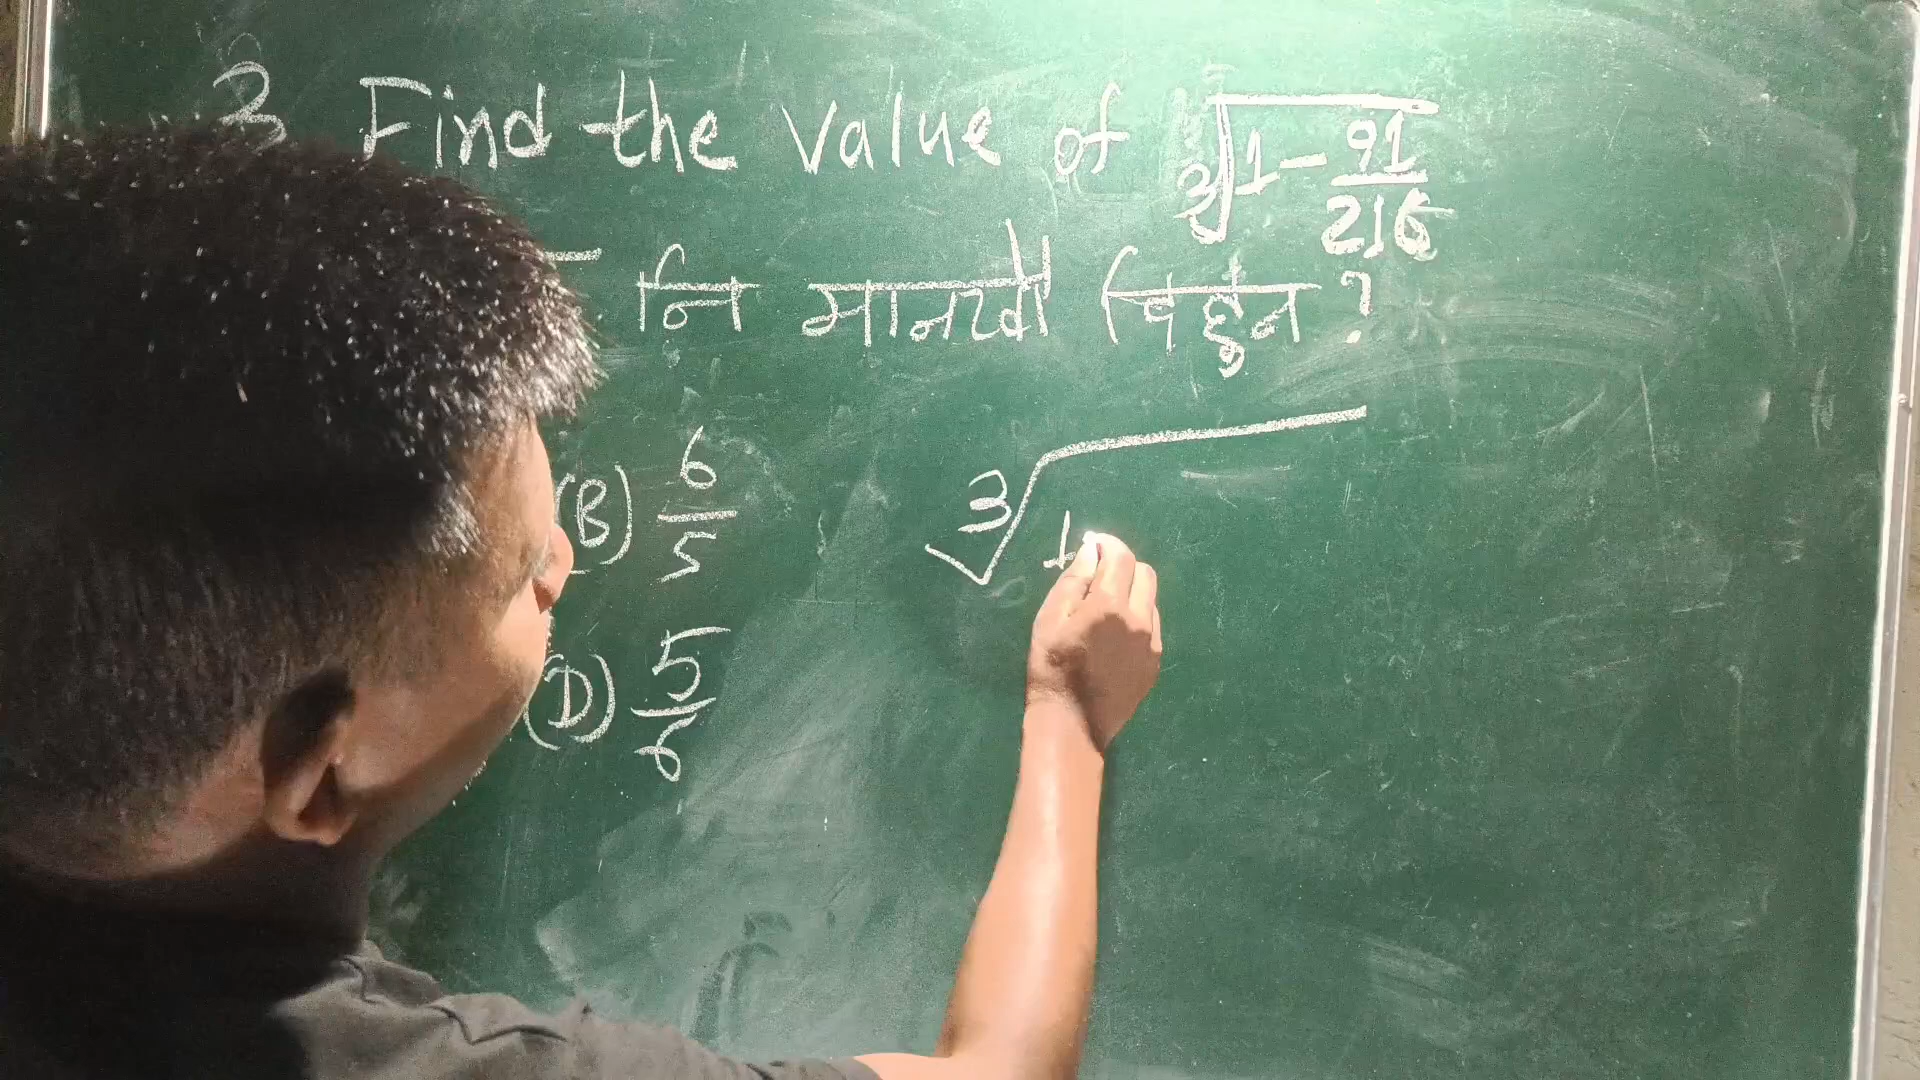 3 Find the value of ∛1 - 91/216
नि मानखौ दिहुन ?
(B) 6/5
(D) 5/6
∛1